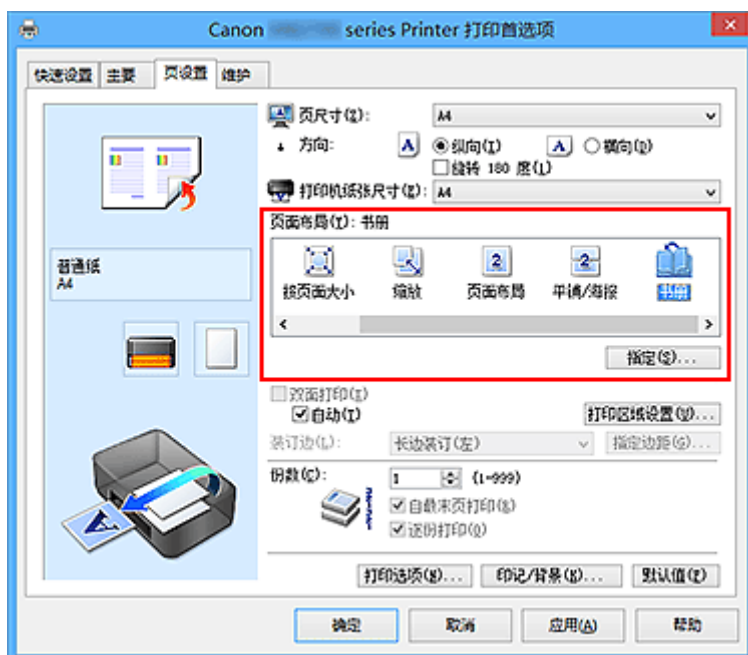 Canon series Printer 打印首选项
快速设置 主要 页设置 维护
页尺寸(Z): A4
方向: A 纵向(I) A 横向(D)
旋转 180 度(L)
打印机纸张尺寸(E): A4
页面布局(T): 书册
2 2
按页面大小 缩放 页面布局 平铺/海报 书册
指定(S)...
普通纸
A4
双面打印(X)
自动(T)
打印区域设置(U)...
装订边(L): 长边装订(左) 指定边距(G)...
份数(C): 1 (1-999)
自最末页打印(R)
逐份打印(O)
A
打印选项(N)... 印记/背景(K)... 默认值(F)
确定 取消 应用(A) 帮助